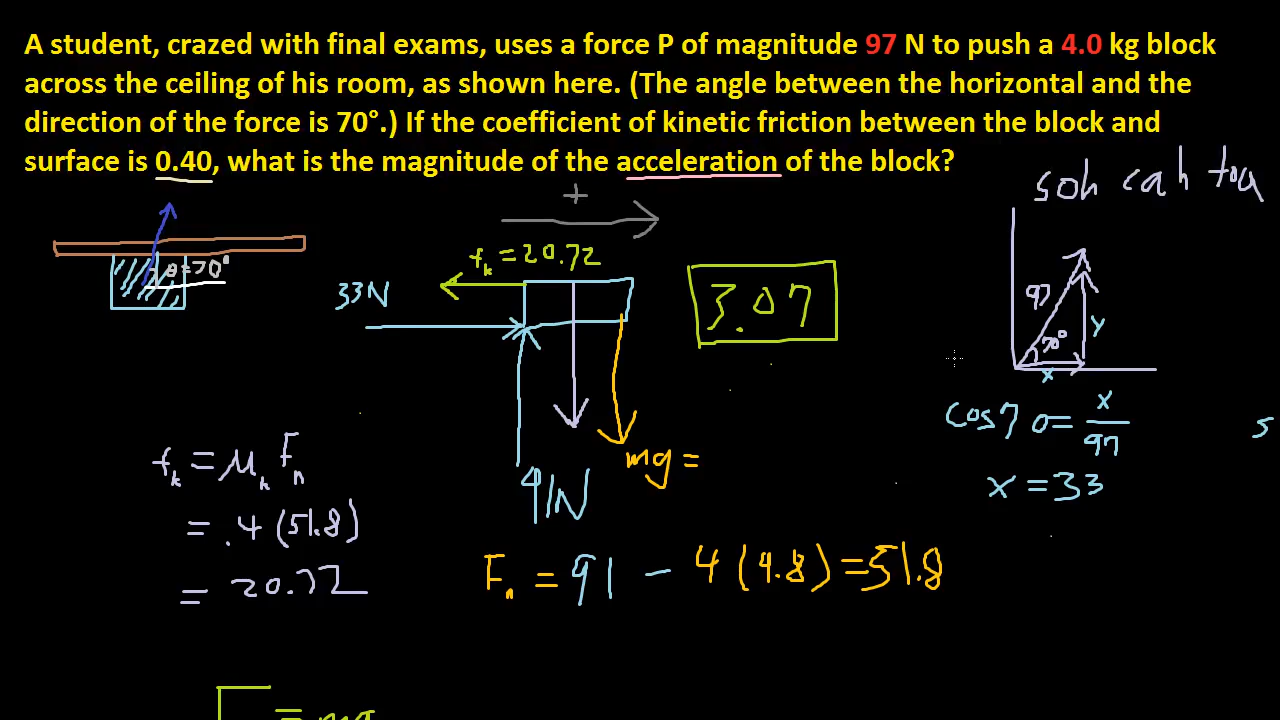 A student, crazed with final exams, uses a force P of magnitude 97 N to push a 4.0 kg block
across the ceiling of his room, as shown here. (The angle between the horizontal and the
direction of the force is 70°.) If the coefficient of kinetic friction between the block and
surface is 0.40, what is the magnitude of the acceleration of the block?
soh cah toa
+
fk = 20.72
θ=70°
33N
3.07
97
70°
y
x
cos70 = x/97
s
x = 33
mg =
91N
fk = μk Fn
= .4 (51.8)
= 20.72
Fn = 91 - 4 (9.8) = 51.8
= ma